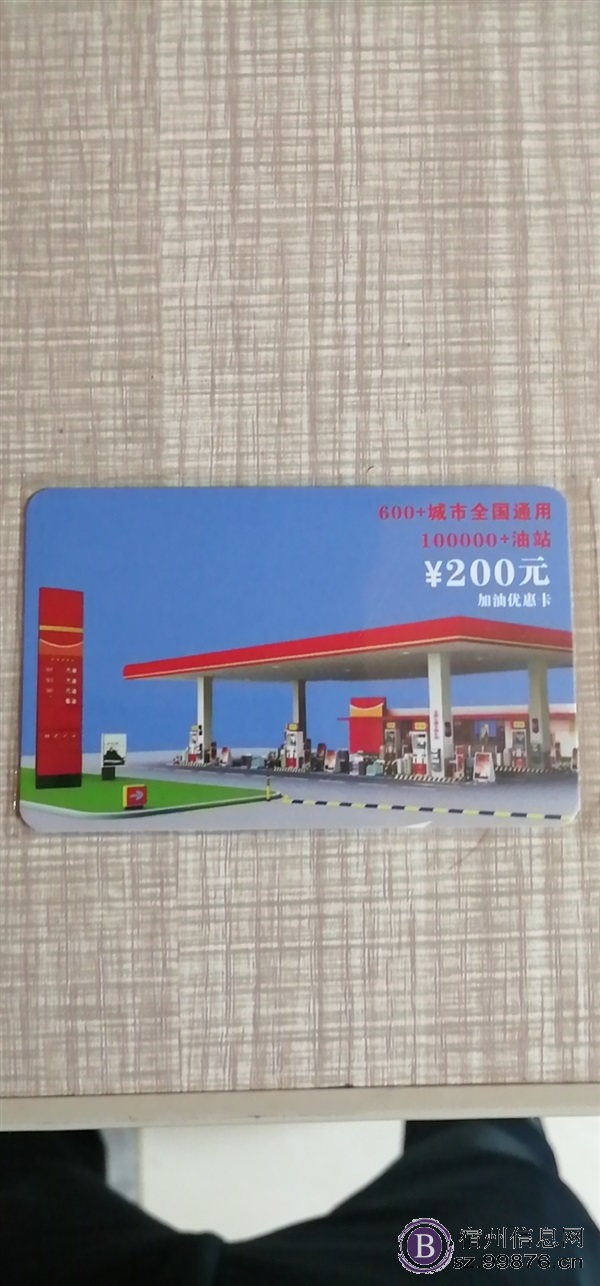 600+城市全国通用
100000+油站
¥200元
加油优惠卡
B
宿州信息网
sz.99876.cn